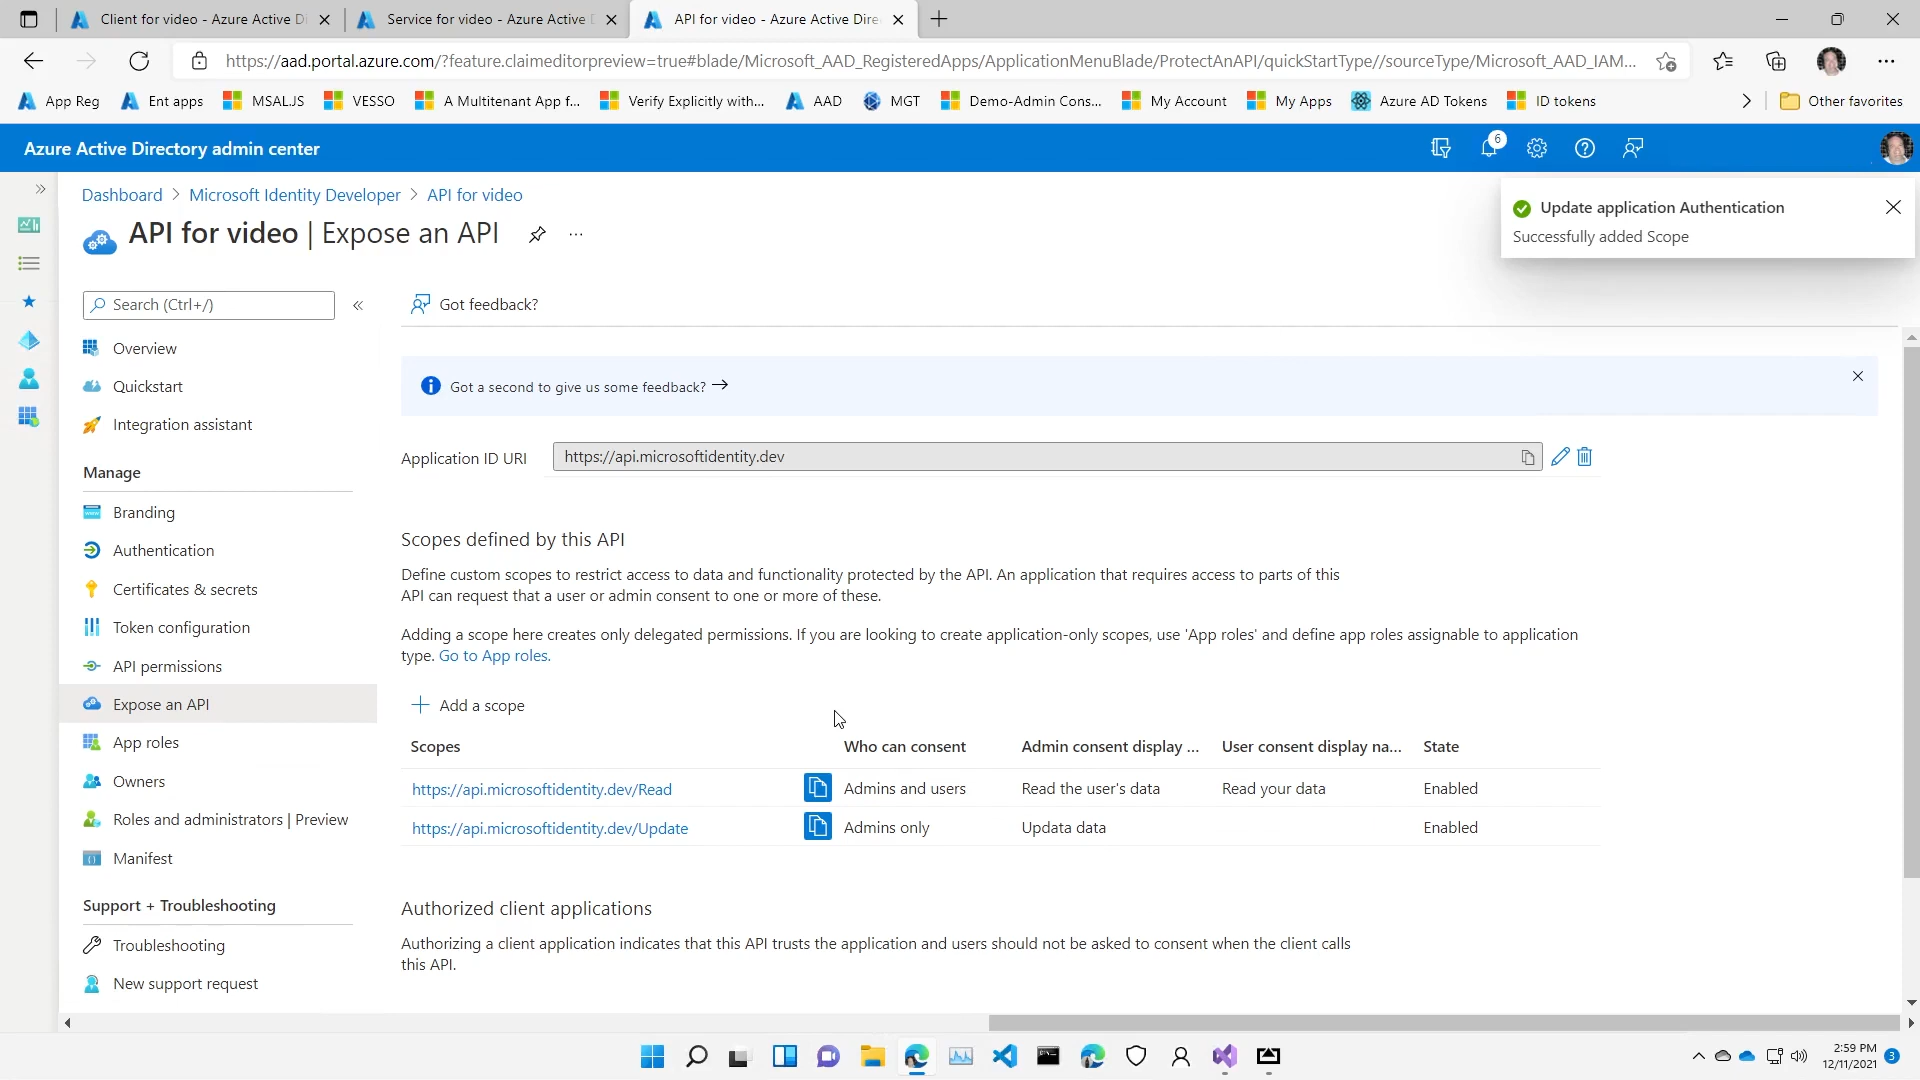 Client for video - Azure Active Di
Service for video - Azure Active D
API for video - Azure Active Dire
https://aad.portal.azure.com/?feature.claimeditorpreview=true#blade/Microsoft_AAD_RegisteredApps/ApplicationMenuBlade/ProtectAnAPI/quickStartType//sourceType/Microsoft_AAD_IAM...
App Reg
Ent apps
MSALJS
VESSO
A Multitenant App f...
Verify Explicitly with...
AAD
MGT
Demo-Admin Cons...
My Account
My Apps
Azure AD Tokens
ID tokens
Other favorites
Azure Active Directory admin center
6
Dashboard > Microsoft Identity Developer > API for video
API for video | Expose an API
Update application Authentication
Successfully added Scope
Search (Ctrl+/)
Got feedback?
Overview
Quickstart
Integration assistant
Manage
Branding
Authentication
Certificates & secrets
Token configuration
API permissions
Expose an API
App roles
Owners
Roles and administrators | Preview
Manifest
Support + Troubleshooting
Troubleshooting
New support request
Got a second to give us some feedback?
Application ID URI
https://api.microsoftidentity.dev
Scopes defined by this API
Define custom scopes to restrict access to data and functionality protected by the API. An application that requires access to parts of this
API can request that a user or admin consent to one or more of these.
Adding a scope here creates only delegated permissions. If you are looking to create application-only scopes, use 'App roles' and define app roles assignable to application
type. Go to App roles.
Add a scope
Scopes Who can consent Admin consent display ... User consent display na... State
https://api.microsoftidentity.dev/Read Admins and users Read the user's data Read your data Enabled
https://api.microsoftidentity.dev/Update Admins only Updata data Enabled
Authorized client applications
Authorizing a client application indicates that this API trusts the application and users should not be asked to consent when the client calls
this API.
2:59 PM
12/11/2021
3